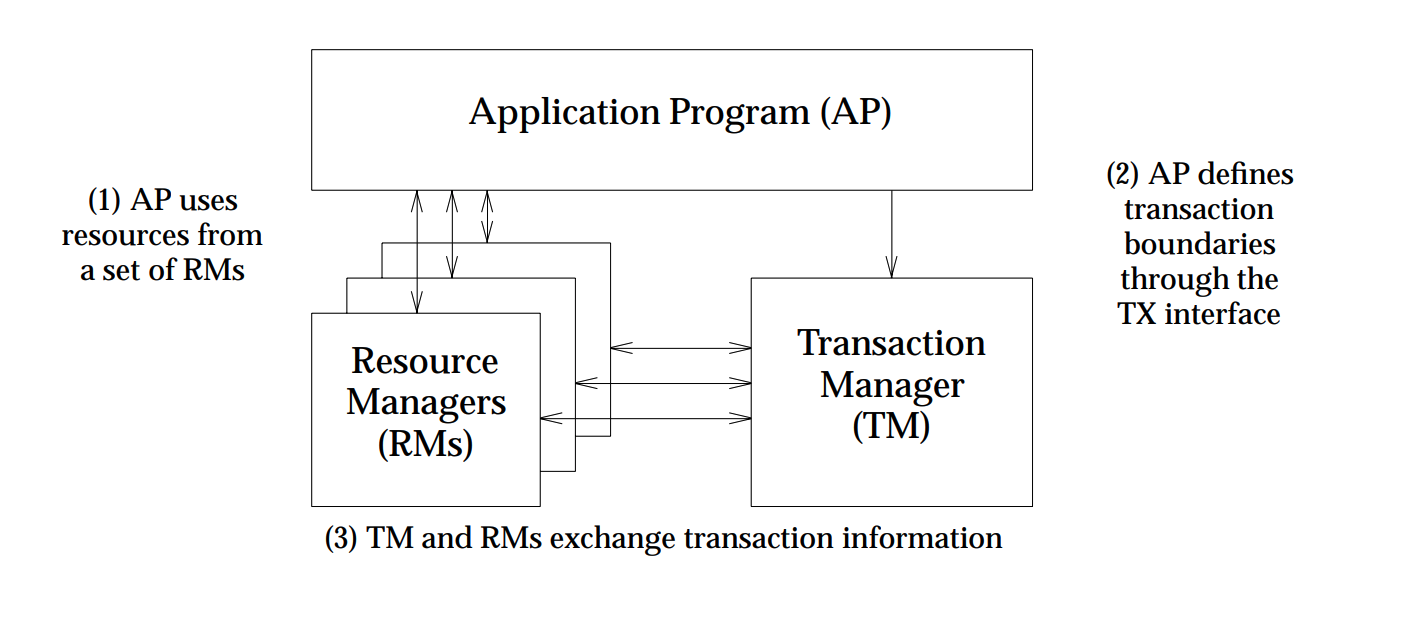 Application Program (AP)
(1) AP uses
resources from
a set of RMs
(2) AP defines
transaction
boundaries
through the
TX interface
Resource
Managers
(RMs)
Transaction
Manager
(TM)
(3) TM and RMs exchange transaction information